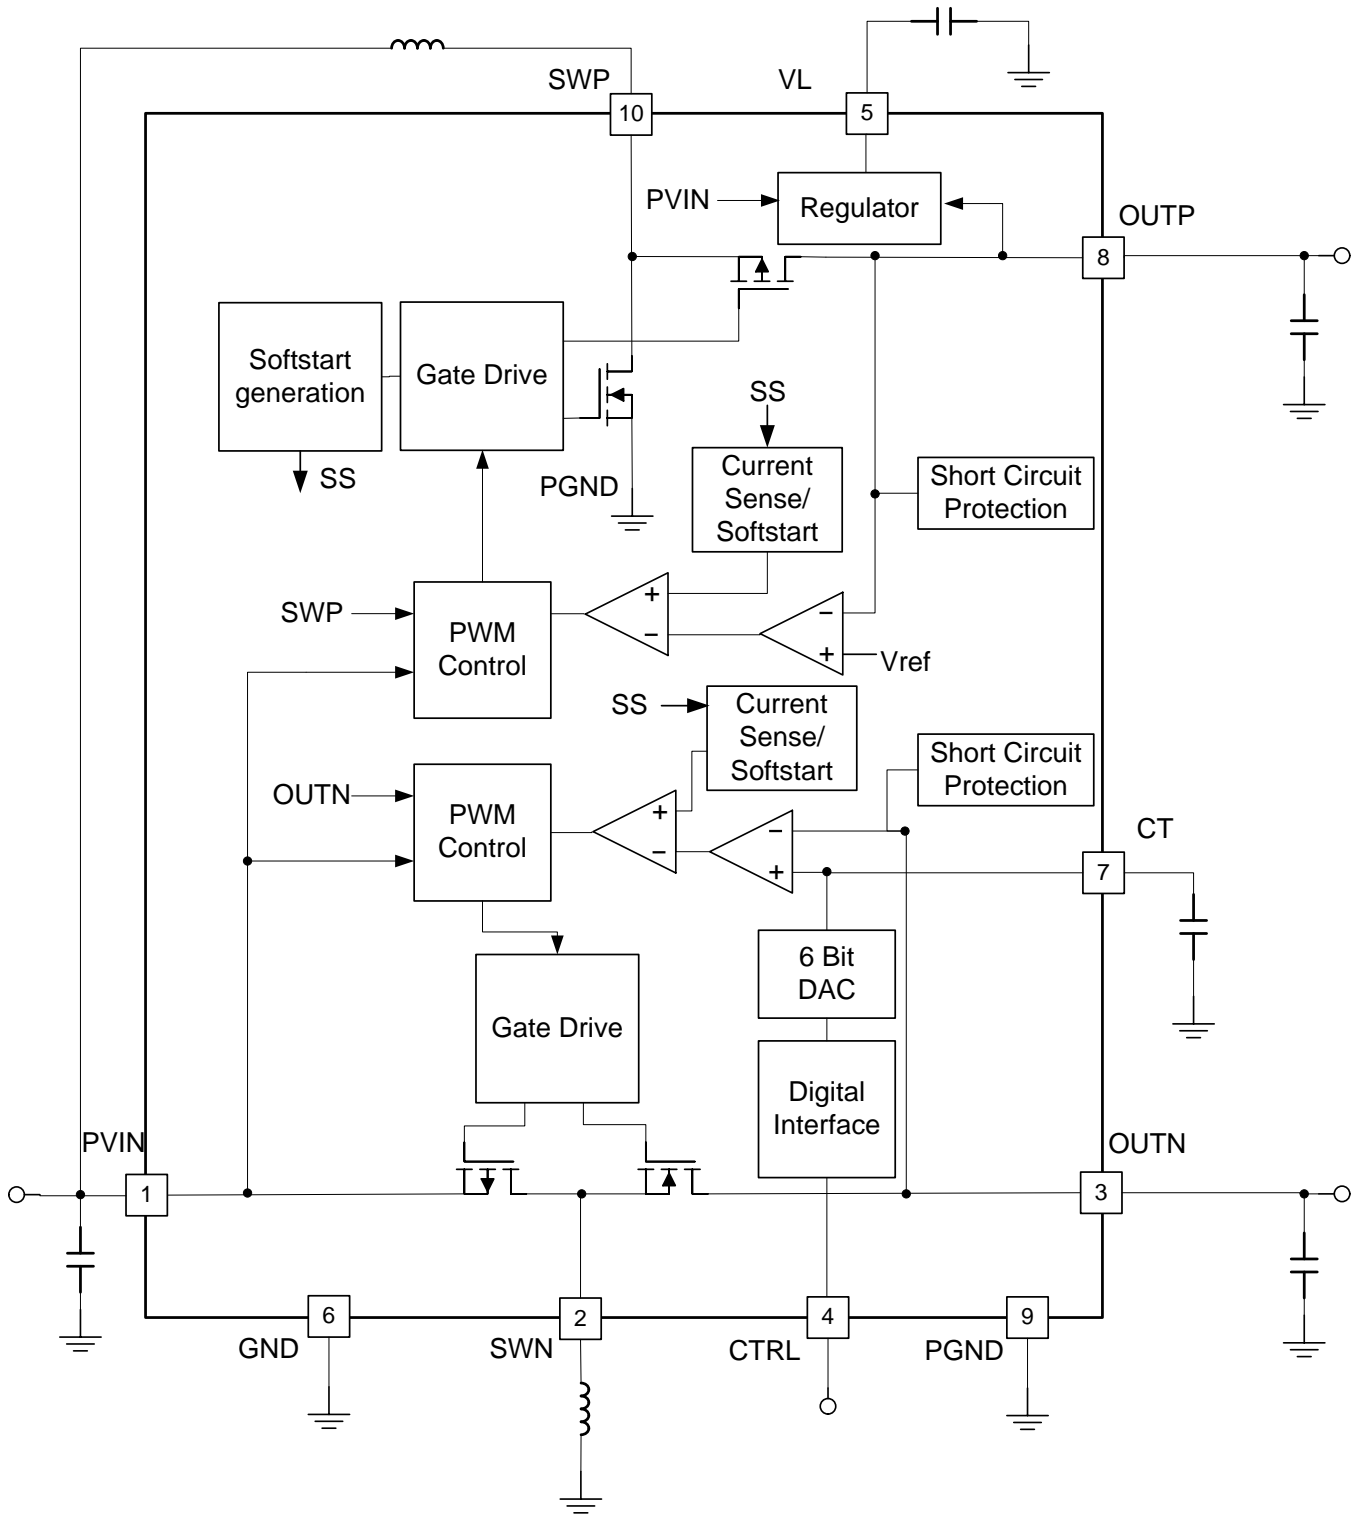 SWP
VL
10
5
PVIN
Regulator
OUTP
8
Softstart
generation
Gate Drive
SS
SS
PGND
Current
Sense/
Softstart
Short Circuit
Protection
SWP
PWM
Control
+
−
−
+
Vref
SS
Current
Sense/
Softstart
Short Circuit
Protection
OUTN
PWM
Control
+
−
−
+
CT
7
6 Bit
DAC
Gate Drive
Digital
Interface
PVIN
1
OUTN
3
6
2
4
9
GND
SWN
CTRL
PGND